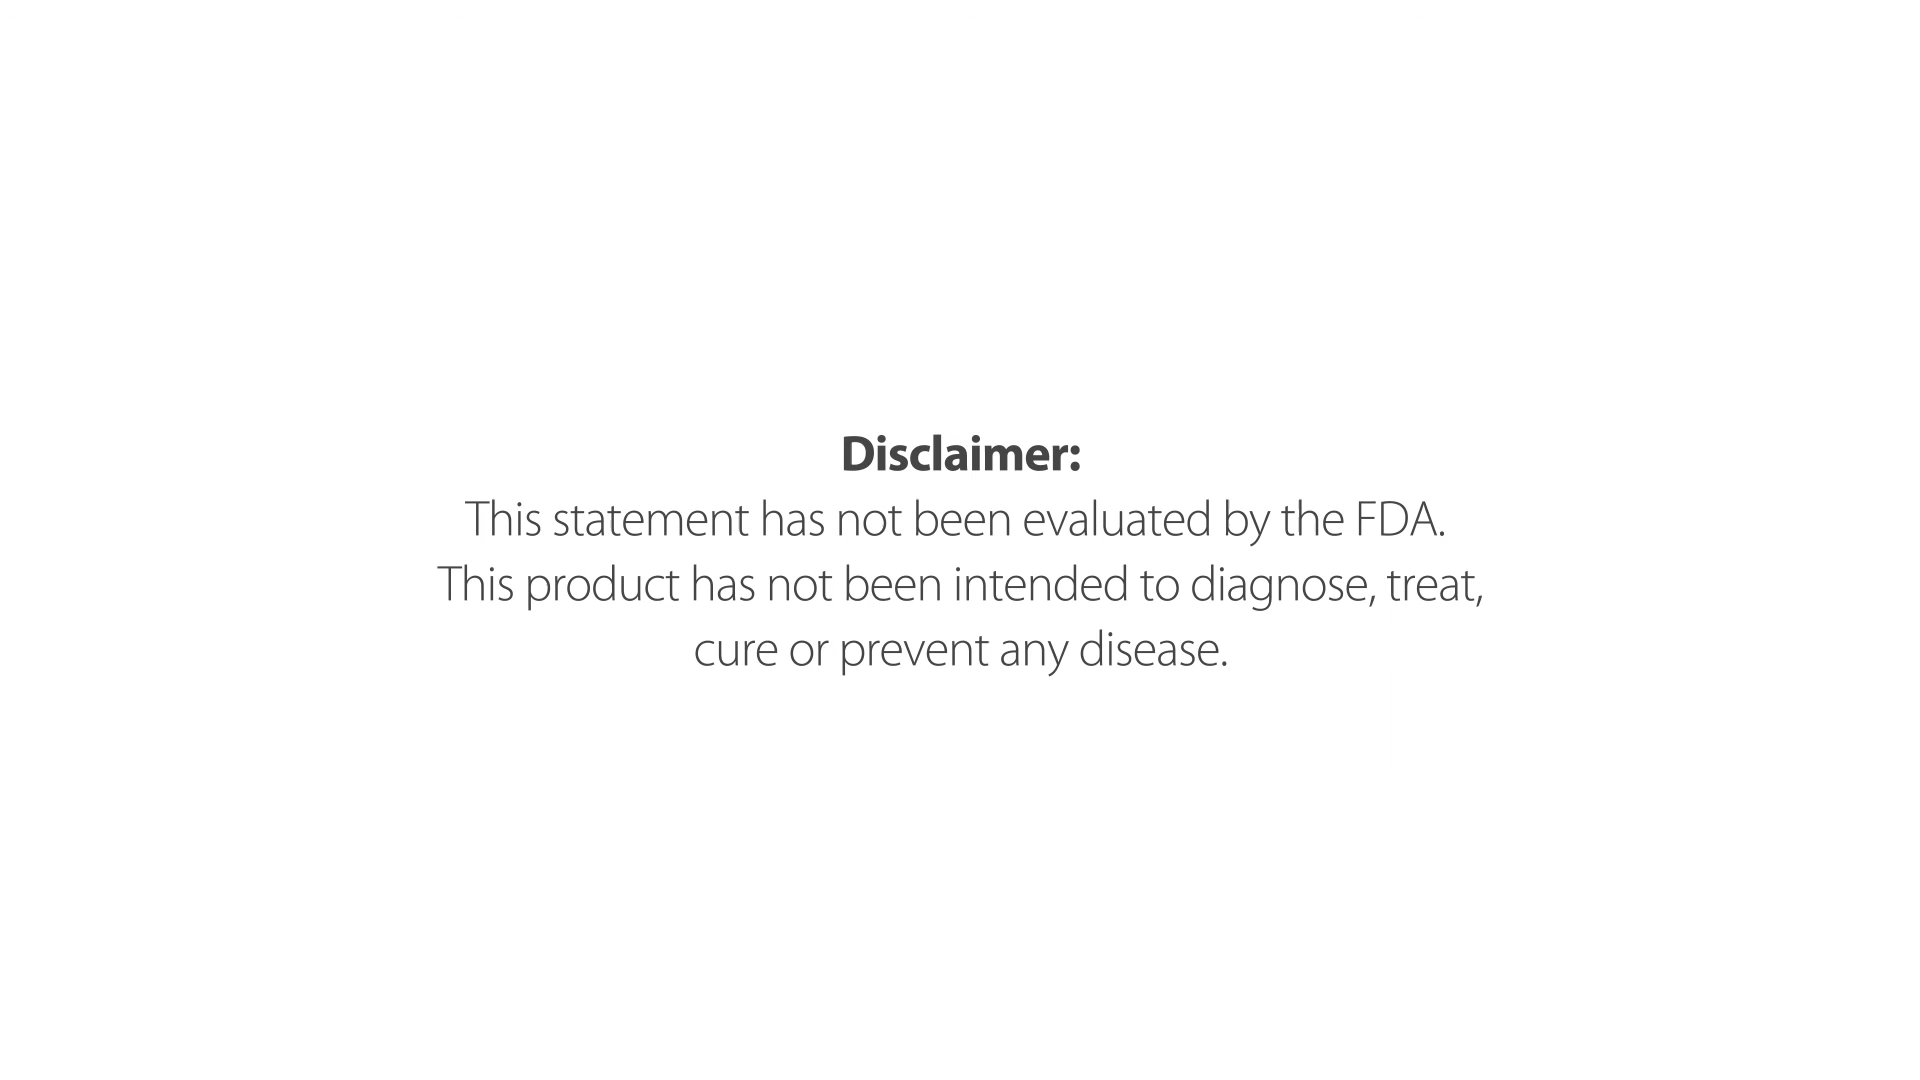 Disclaimer:
This statement has not been evaluated by the FDA.
This product has not been intended to diagnose, treat,
cure or prevent any disease.